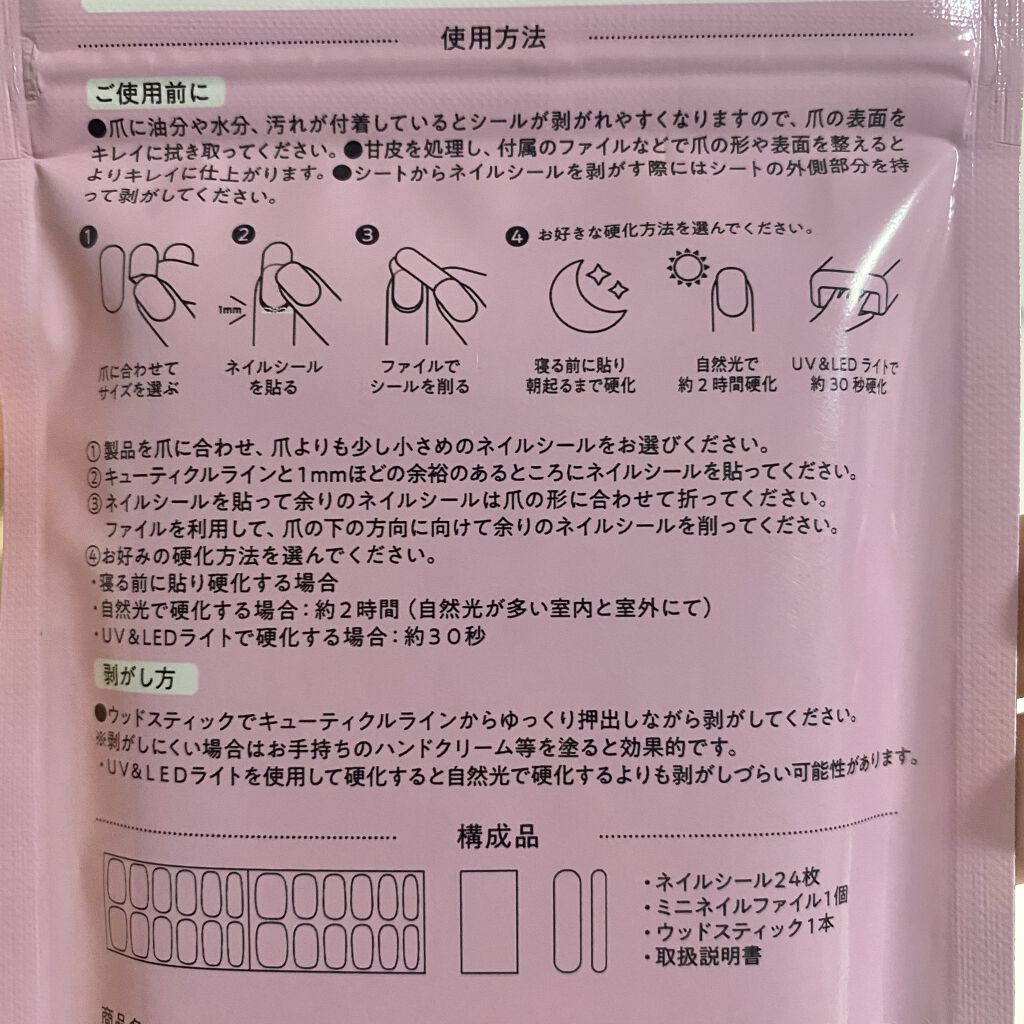 使用方法
ご使用前に
●爪に油分や水分、汚れが付着しているとシールが剥がれやすくなりますので、爪の表面を
キレイに拭き取ってください。●甘皮を処理し、付属のファイルなどで爪の形や表面を整えると
よりキレイに仕上がります。●シートからネイルシールを剥がす際にはシートの外側部分を持
って剥がしてください。
❶
❷
❸
❹ お好きな硬化方法を選んでください。
1mm
爪に合わせて
サイズを選ぶ
ネイルシール
を貼る
ファイルで
シールを削る
寝る前に貼り
朝起るまで硬化
自然光で
約2時間硬化
UV&LEDライトで
約30秒硬化
①製品を爪に合わせ、爪よりも少し小さめのネイルシールをお選びください。
②キューティクルラインと1mmほどの余裕のあるところにネイルシールを貼ってください。
③ネイルシールを貼って余りのネイルシールは爪の形に合わせて折ってください。
ファイルを利用して、爪の下の方向に向けて余りのネイルシールを削ってください。
④お好みの硬化方法を選んでください。
・寝る前に貼り硬化する場合
・自然光で硬化する場合：約2時間（自然光が多い室内と室外にて）
・UV&LEDライトで硬化する場合：約30秒
剥がし方
●ウッドスティックでキューティクルラインからゆっくり押出しながら剥がしてください。
※剥がしにくい場合はお手持ちのハンドクリーム等を塗ると効果的です。
・UV&LEDライトを使用して硬化すると自然光で硬化するよりも剥がしづらい可能性があります。
構成品
・ネイルシール24枚
・ミニネイルファイル1個
・ウッドスティック1本
・取扱説明書